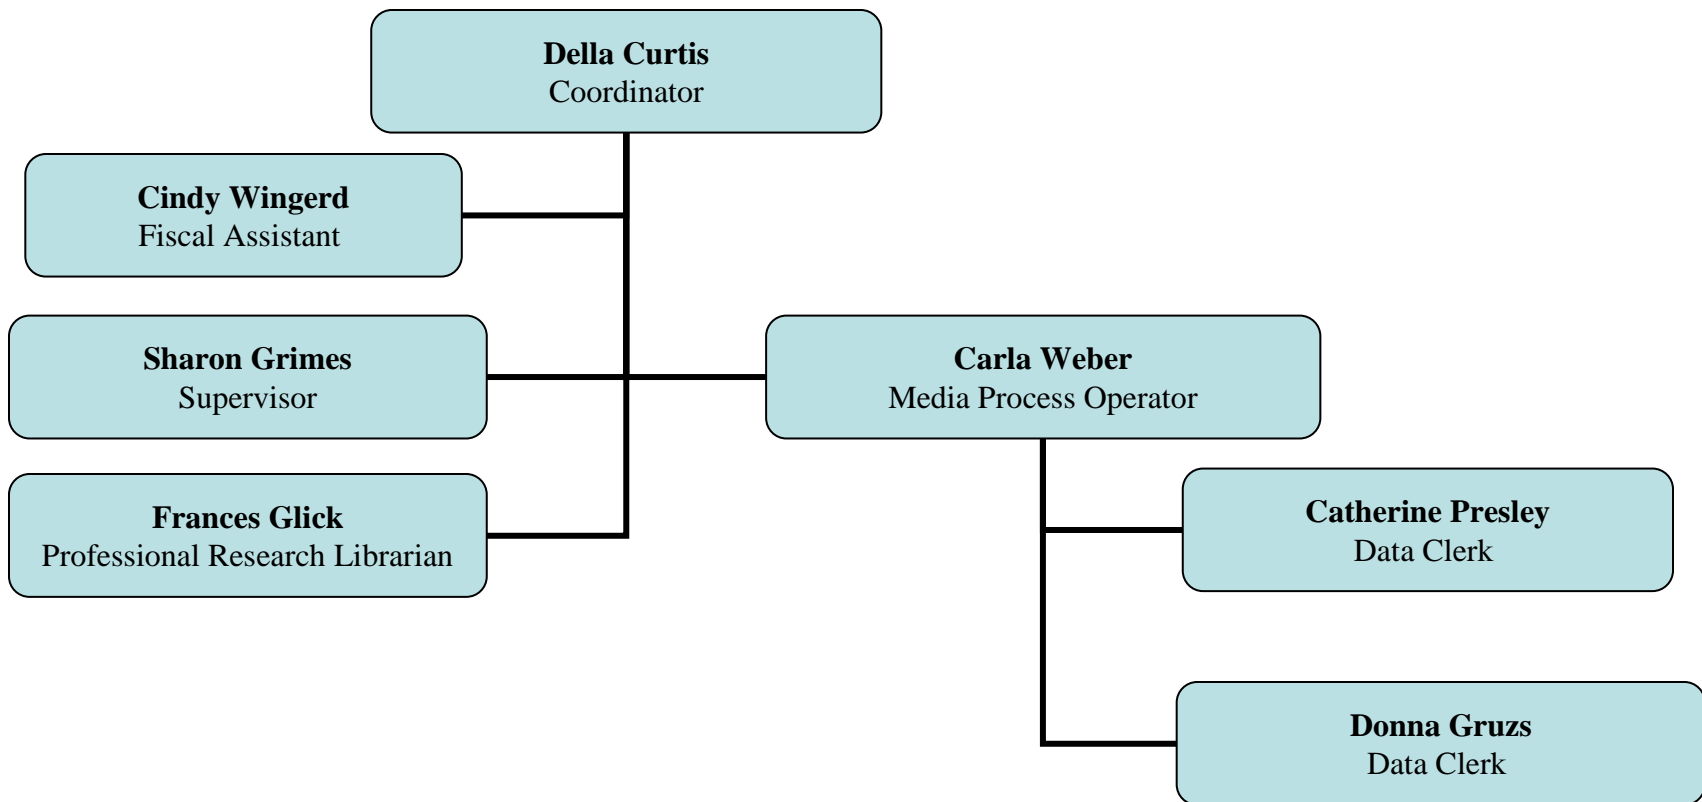 Della Curtis
Coordinator
Cindy Wingerd
Fiscal Assistant
Sharon Grimes
Supervisor
Carla Weber
Media Process Operator
Frances Glick
Professional Research Librarian
Catherine Presley
Data Clerk
Donna Gruzs
Data Clerk